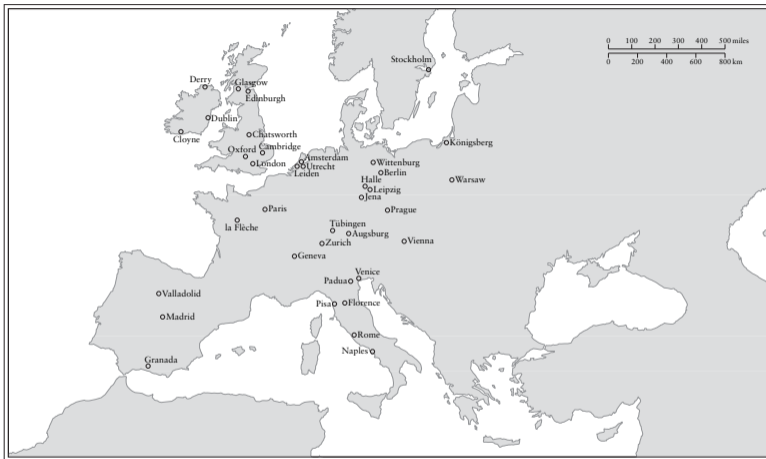 0 100 200 300 400 500 miles
0 200 400 600 800 km
Stockholm
Derry
Glasgow
Edinburgh
Dublin
Cloyne
Chatsworth
Oxford
Cambridge
London
Amsterdam
Utrecht
Leiden
Königsberg
Wittenburg
Berlin
Halle
Leipzig
Jena
Warsaw
Paris
Prague
la Flèche
Tübingen
Augsburg
Zurich
Vienna
Geneva
Venice
Padua
Valladolid
Pisa
Florence
Madrid
Rome
Naples
Granada